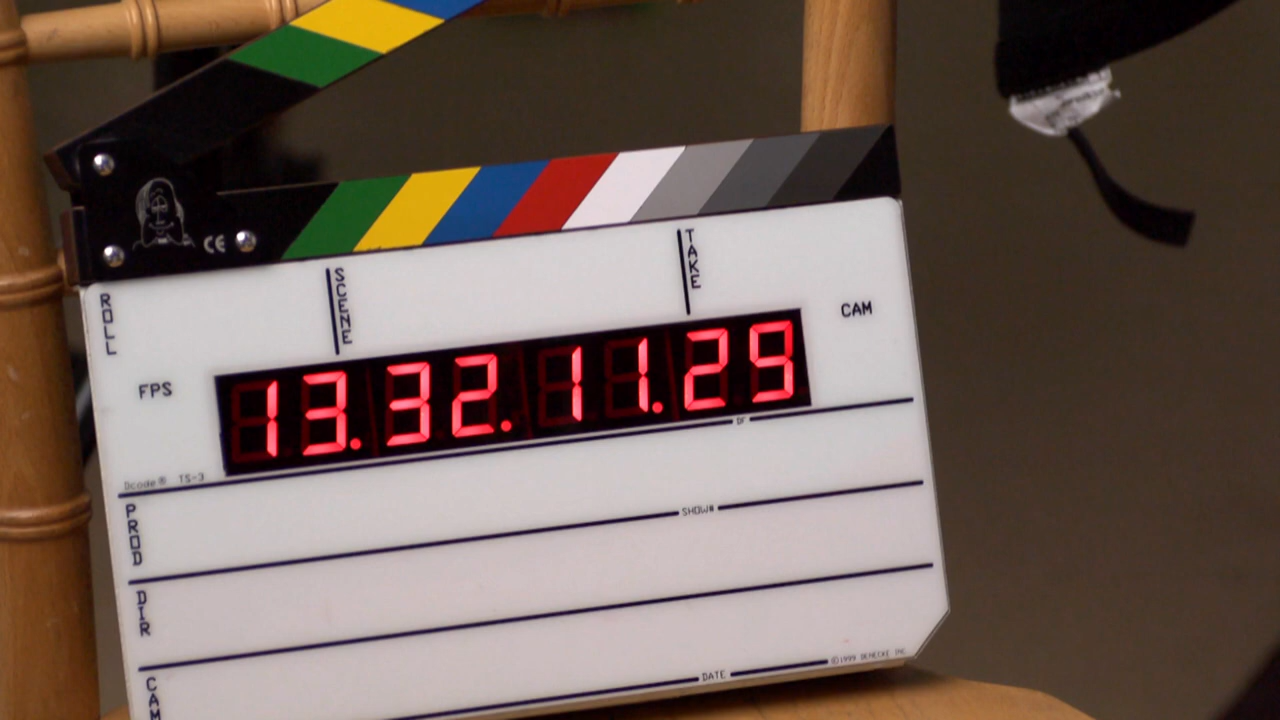 ROLL
SCENE
TAKE
CAM
FPS
13.32.11.29
DF
Dcode® TS-3
PROD
SHOW#
DIR
©1999 DENECKE INC.
CAM
DATE
CE